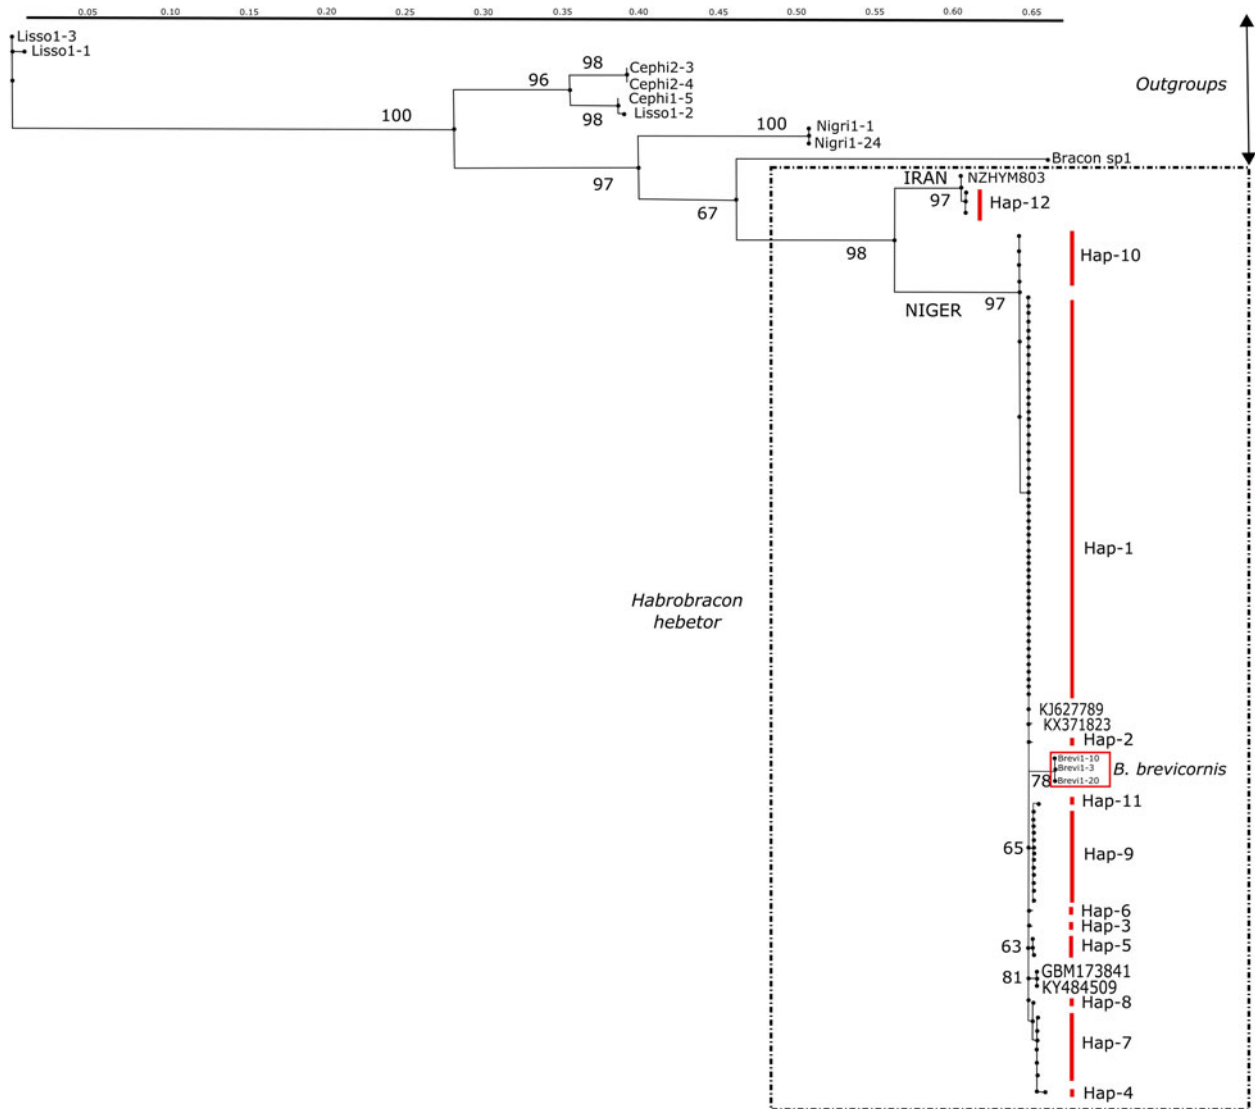 0.05 0.10 0.15 0.20 0.25 0.30 0.35 0.40 0.45 0.50 0.55 0.60 0.65
Lisso1-3
Lisso1-1
98 Cephi2-3
96
Cephi2-4
Cephi1-5
98 Lisso1-2
Outgroups
100
100 Nigri1-1
Nigri1-24
97
Bracon sp1
IRAN NZHYM803
97 Hap-12
67
98
Hap-10
NIGER 97
Hap-1
Habrobracon
hebetor
KJ627789
KX371823
Hap-2
Brevi1-10
Brevi1-3 B. brevicornis
78 Brevi1-20
Hap-11
65 Hap-9
Hap-6
Hap-3
63 Hap-5
GBM173841
81
KY484509
Hap-8
Hap-7
Hap-4